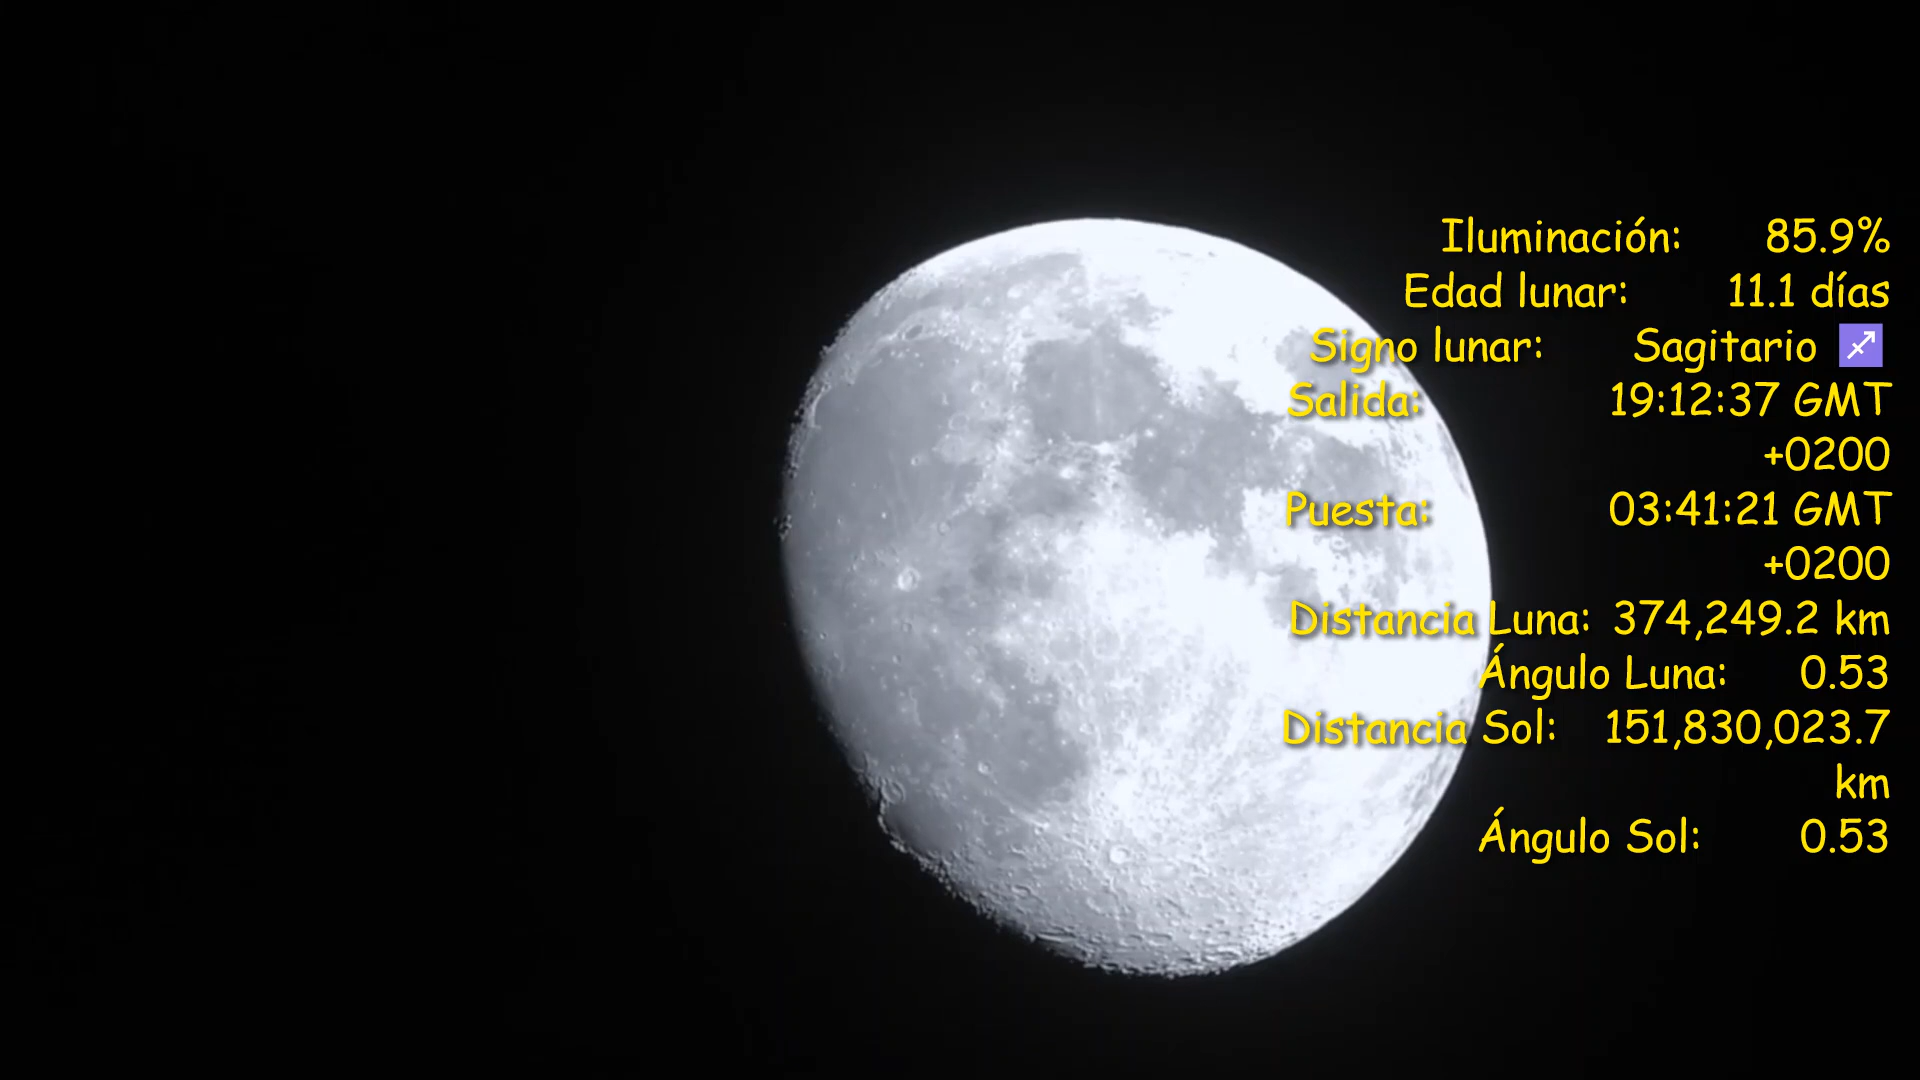 Iluminación: 85.9%
Edad lunar: 11.1 días
Signo lunar: Sagitario ♐
Salida: 19:12:37 GMT
+0200
Puesta: 03:41:21 GMT
+0200
Distancia Luna: 374,249.2 km
Ángulo Luna: 0.53
Distancia Sol: 151,830,023.7
km
Ángulo Sol: 0.53